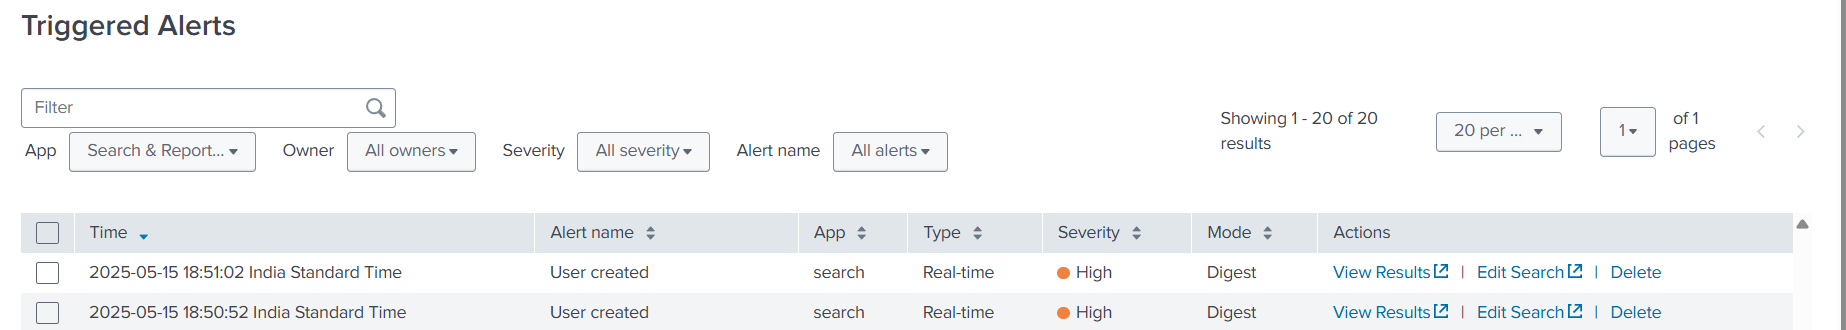 Triggered Alerts
Filter
Showing 1 - 20 of 20
results
20 per ...
1
of 1
pages
App
Search & Report...
Owner
All owners
Severity
All severity
Alert name
All alerts
Time Alert name App Type Severity Mode Actions
2025-05-15 18:51:02 India Standard Time User created search Real-time High Digest View Results | Edit Search | Delete
2025-05-15 18:50:52 India Standard Time User created search Real-time High Digest View Results | Edit Search | Delete